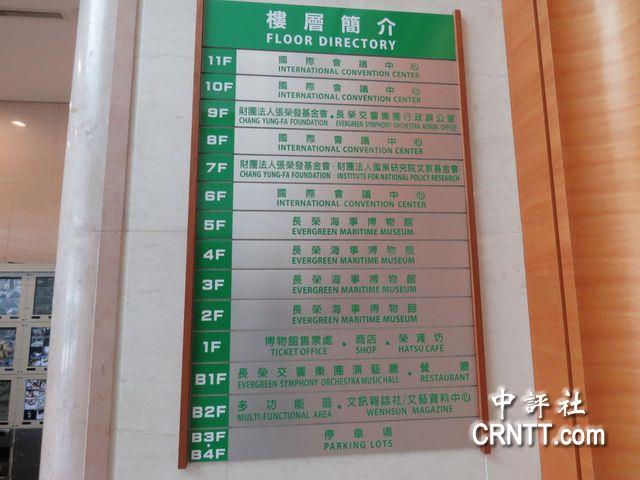 樓層簡介
FLOOR DIRECTORY
11F 國際會議中心
INTERNATIONAL CONVENTION CENTER
10F 國際會議中心
INTERNATIONAL CONVENTION CENTER
9F 財團法人張榮發基金會・長榮交響樂團行政辦公室
CHANG YUNG-FA FOUNDATION EVERGREEN SYMPHONY ORCHESTRA ADMIN. OFFICE
8F 國際會議中心
INTERNATIONAL CONVENTION CENTER
7F 財團法人張榮發基金會・財團法人國策研究院文教基金會
CHANG YUNG-FA FOUNDATION · INSTITUTE FOR NATIONAL POLICY RESEARCH
6F 國際會議中心
INTERNATIONAL CONVENTION CENTER
5F 長榮海事博物館
EVERGREEN MARITIME MUSEUM
4F 長榮海事博物館
EVERGREEN MARITIME MUSEUM
3F 長榮海事博物館
EVERGREEN MARITIME MUSEUM
2F 長榮海事博物館
EVERGREEN MARITIME MUSEUM
1F 博物館售票處・商店・榮窩坊
TICKET OFFICE SHOP HATSU CAFÉ
B1F 長榮交響樂團演藝廳・餐廳
EVERGREEN SYMPHONY ORCHESTRA MUSIC HALL RESTAURANT
B2F 多功能區・文訊雜誌社/文藝資料中心
MULTI-FUNCTIONAL AREA WENHSUN MAGAZINE
B3F・B4F 停車場
PARKING LOTS
中評社
CRNTT.com